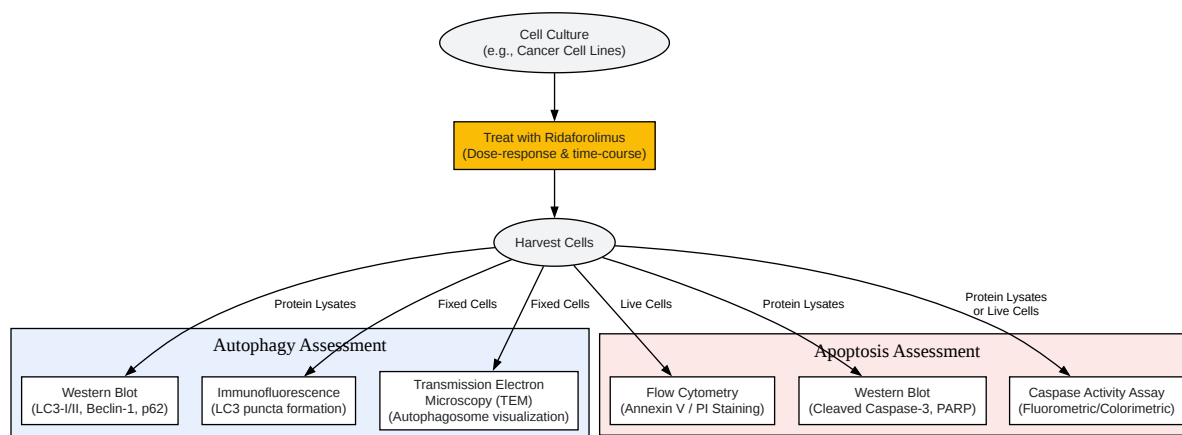 Cell Culture
(e.g., Cancer Cell Lines)
Treat with Ridaforolimus
(Dose-response & time-course)
Harvest Cells
Protein Lysates
Fixed Cells
Fixed Cells
Live Cells
Protein Lysates
Protein Lysates
or Live Cells
Autophagy Assessment
Western Blot
(LC3-I/II, Beclin-1, p62)
Immunofluorescence
(LC3 puncta formation)
Transmission Electron
Microscopy (TEM)
(Autophagosome visualization)
Apoptosis Assessment
Flow Cytometry
(Annexin V / PI Staining)
Western Blot
(Cleaved Caspase-3, PARP)
Caspase Activity Assay
(Fluorometric/Colorimetric)